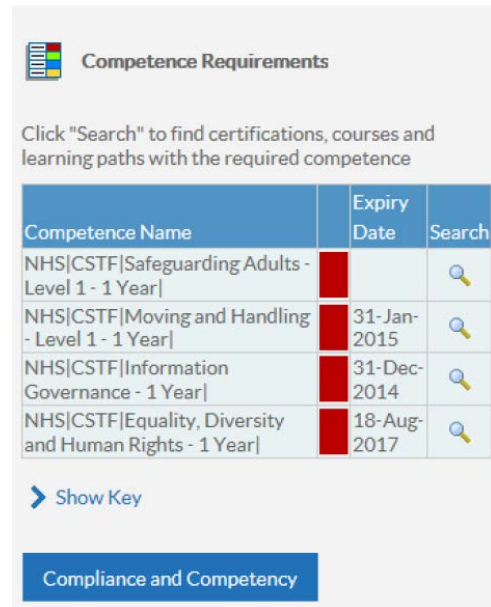 Competence Requirements
Click "Search" to find certifications, courses and
learning paths with the required competence
Competence Name Expiry Date Search
NHS|CSTF|Safeguarding Adults -
Level 1 - 1 Year|
NHS|CSTF|Moving and Handling
- Level 1 - 1 Year|
31-Jan-
2015
NHS|CSTF|Information
Governance - 1 Year|
31-Dec-
2014
NHS|CSTF|Equality, Diversity
and Human Rights - 1 Year|
18-Aug-
2017
Show Key
Compliance and Competency